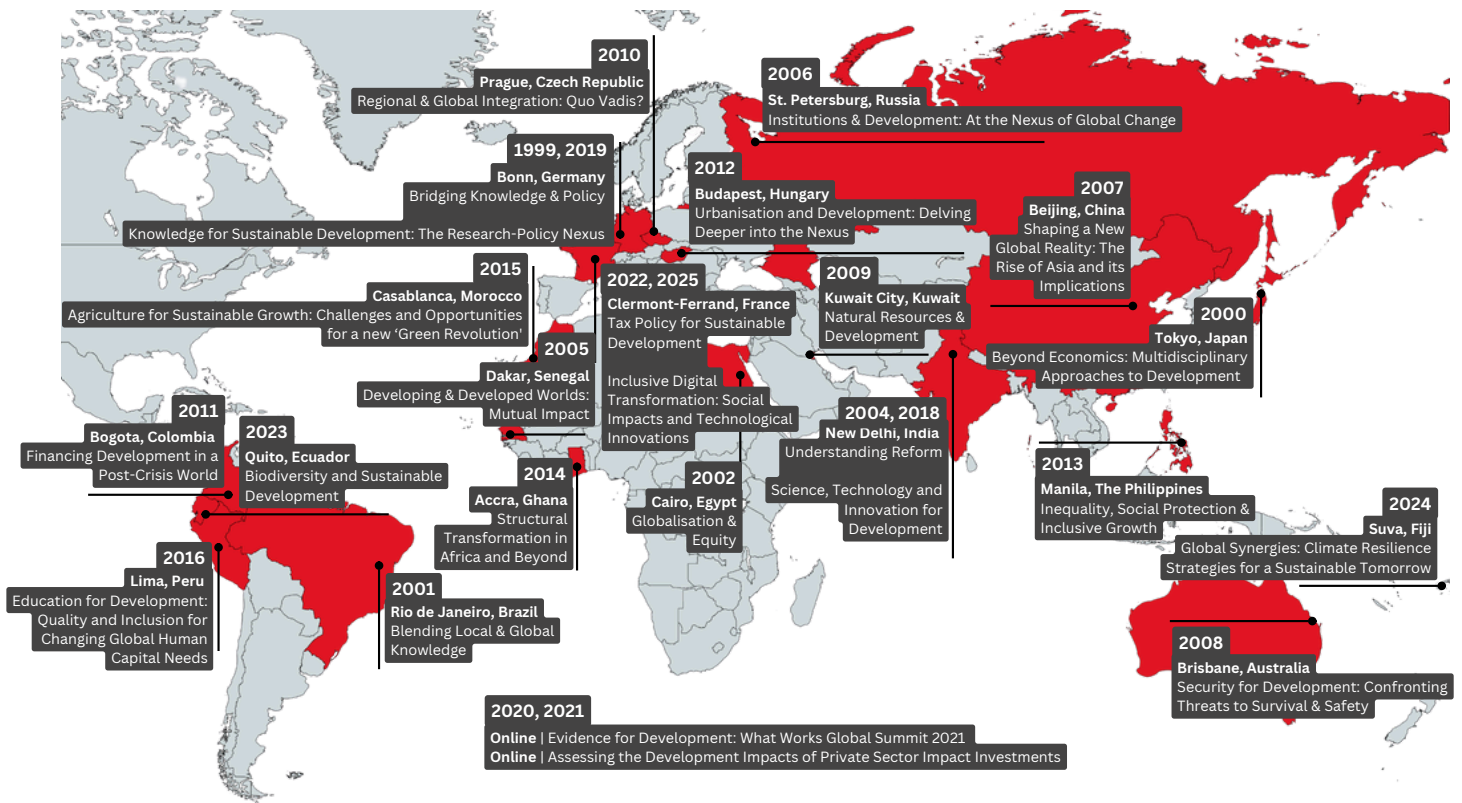 2010
Prague, Czech Republic
Regional & Global Integration: Quo Vadis?
2006
St. Petersburg, Russia
Institutions & Development: At the Nexus of Global Change
1999, 2019
Bonn, Germany
Bridging Knowledge & Policy
Knowledge for Sustainable Development: The Research-Policy Nexus
2012
Budapest, Hungary
Urbanisation and Development: Delving
Deeper into the Nexus
2007
Beijing, China
Shaping a New
Global Reality: The
Rise of Asia and its
Implications
2015
Casablanca, Morocco
Agriculture for Sustainable Growth: Challenges and Opportunities
for a new ‘Green Revolution'
2022, 2025
Clermont-Ferrand, France
Tax Policy for Sustainable
Development
Inclusive Digital
Transformation: Social
Impacts and Technological
Innovations
2009
Kuwait City, Kuwait
Natural Resources &
Development
2000
Tokyo, Japan
Beyond Economics: Multidisciplinary
Approaches to Development
2005
Dakar, Senegal
Developing & Developed Worlds:
Mutual Impact
2011
Bogota, Colombia
Financing Development in a
Post-Crisis World
2023
Quito, Ecuador
Biodiversity and Sustainable
Development
2004, 2018
New Delhi, India
Understanding Reform
Science, Technology and
Innovation for
Development
2014
Accra, Ghana
Structural
Transformation in
Africa and Beyond
2002
Cairo, Egypt
Globalisation &
Equity
2013
Manila, The Philippines
Inequality, Social Protection &
Inclusive Growth
2024
Suva, Fiji
Global Synergies: Climate Resilience
Strategies for a Sustainable Tomorrow
2016
Lima, Peru
Education for Development:
Quality and Inclusion for
Changing Global Human
Capital Needs
2001
Rio de Janeiro, Brazil
Blending Local & Global
Knowledge
2008
Brisbane, Australia
Security for Development: Confronting
Threats to Survival & Safety
2020, 2021
Online | Evidence for Development: What Works Global Summit 2021
Online | Assessing the Development Impacts of Private Sector Impact Investments